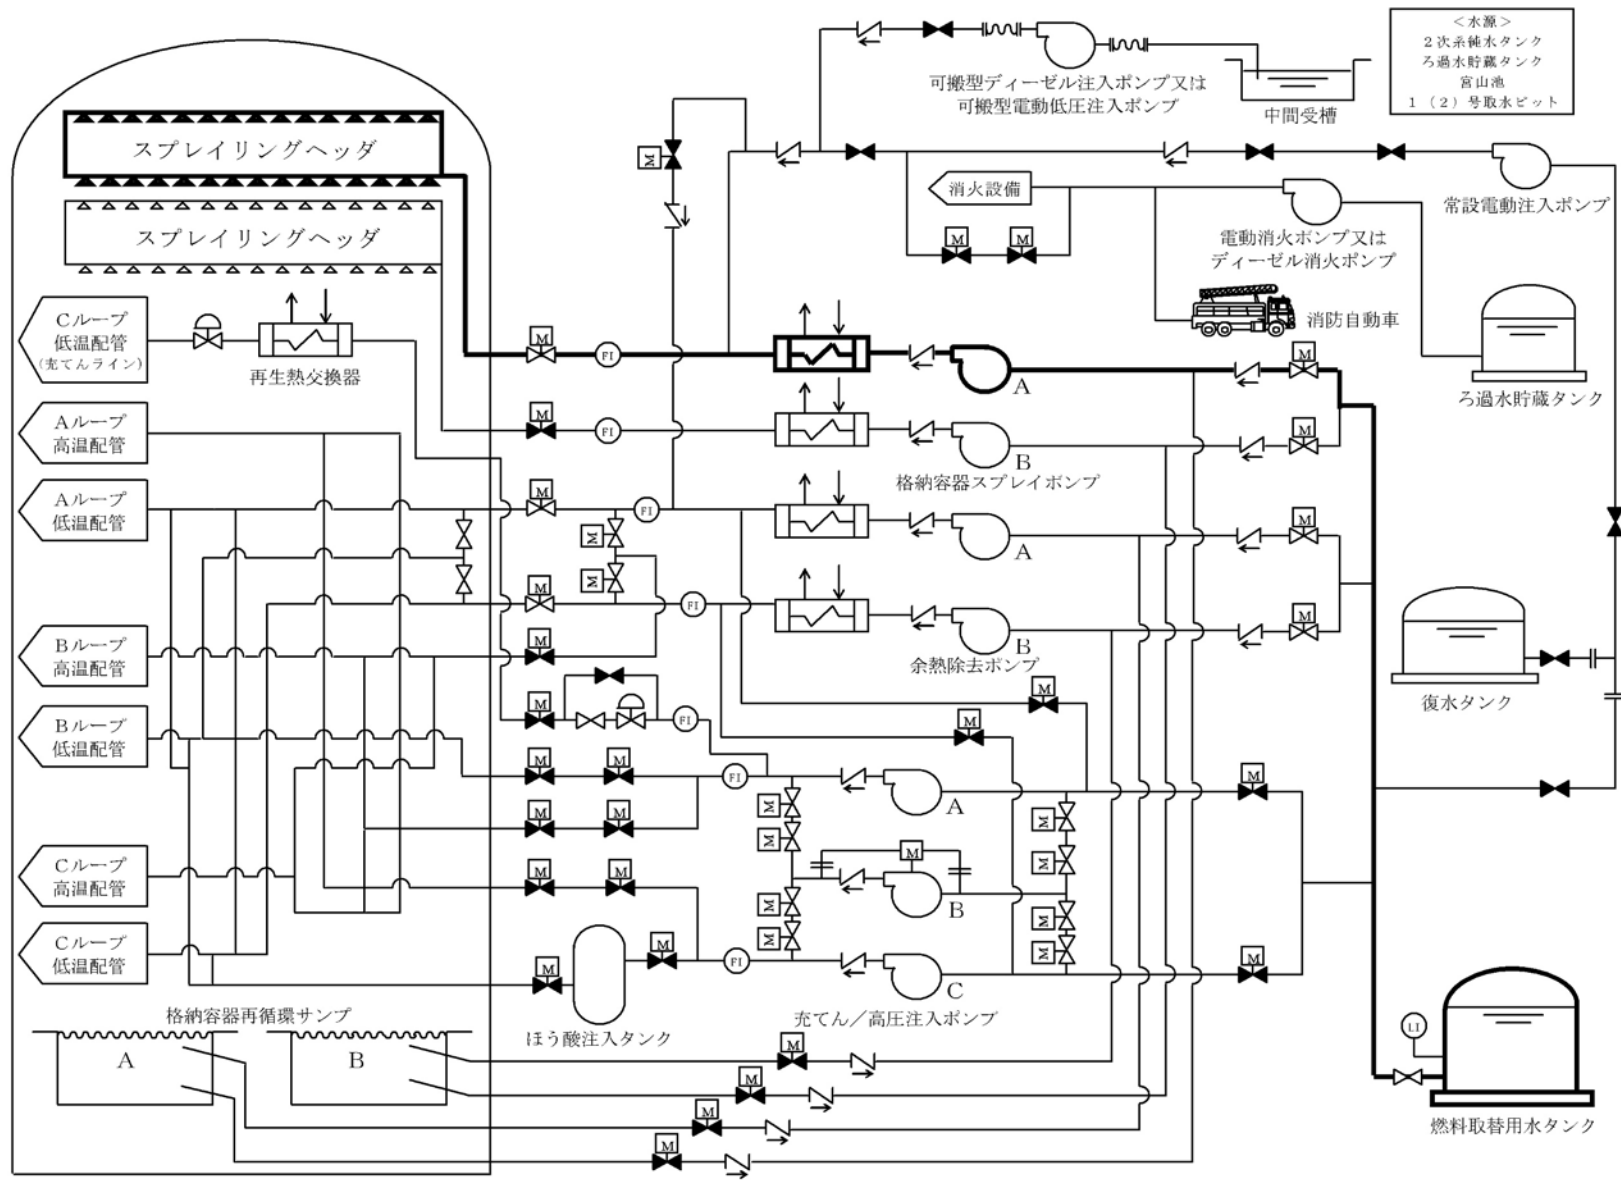 <水源>
2次系純水タンク
ろ過水貯蔵タンク
宮山池
1(2)号取水ピット
可搬型ディーゼル注入ポンプ又は
可搬型電動低圧注入ポンプ
中間受槽
スプレイリングヘッダ
M
消火設備
常設電動注入ポンプ
スプレイリングヘッダ
M
M
電動消火ポンプ又は
ディーゼル消火ポンプ
Cループ
低温配管
(充てんライン)
再生熱交換器
消防自動車
ろ過水貯蔵タンク
M
FI
A
M
Aループ
高温配管
M
FI
B
M
格納容器スプレイポンプ
Aループ
低温配管
M
FI
M
A
M
M
M
FI
B
M
余熱除去ポンプ
Bループ
高温配管
M
M
復水タンク
Bループ
低温配管
M
FI
M
M
M
FI
A
M
M
M
M
M
M
M
Cループ
高温配管
M
M
M
B
M
M
M
M
M
Cループ
低温配管
M
M
FI
C
M
格納容器再循環サンプ
ほう酸注入タンク
充てん/高圧注入ポンプ
LI
A
B
M
M
M
M
燃料取替用水タンク